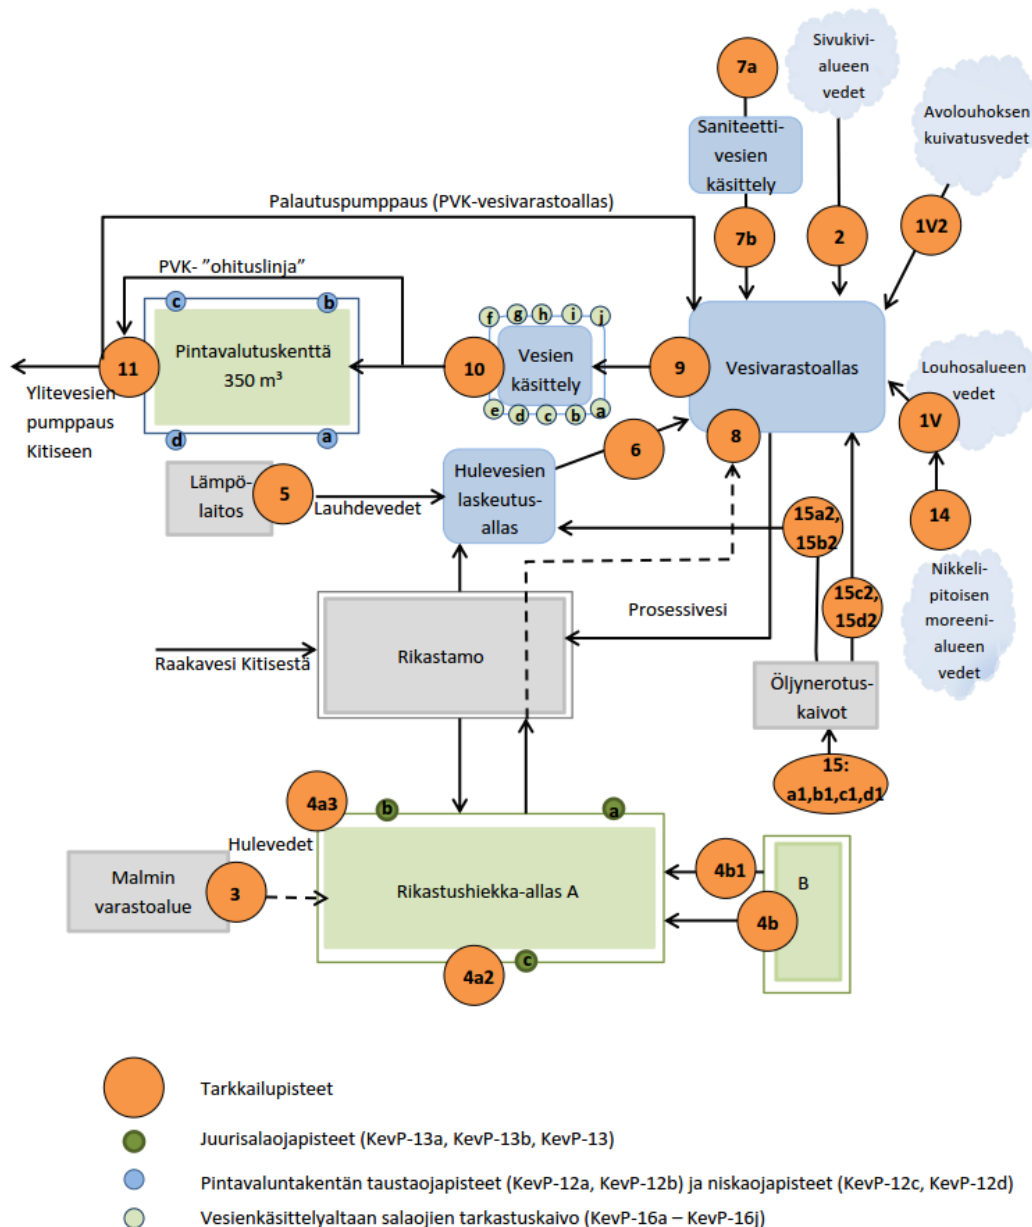 Sivukivi-
alueen
vedet
7a
Avolouhoksen
kuivatusvedet
Saniteetti-
vesien
käsittely
Palautuspumppaus (PVK-vesivarastoallas)
7b
2
1V2
PVK- ”ohituslinja”
c
b
f
g
h
i
j
Pintavalutuskenttä
350 m³
11
10
Vesien
käsittely
9
Vesivarastoallas
Louhosalueen
vedet
1V
Ylitevesien
pumppaus
Kitiseen
d
a
e
d
c
b
a
8
6
Lämpö-
laitos
5
Lauhdevedet
Hulevesien
laskeutus-
allas
15a2,
15b2
14
15c2,
15d2
Nikkeli-
pitoisen
moreeni-
alueen
vedet
Prosessivesi
Raakavesi Kitisestä
Rikastamo
Öljynerotus-
kaivot
15:
a1,b1,c1,d1
4a3
b
a
Hulevedet
Malmin
varastoalue
3
Rikastushiekka-allas A
4b1
B
4b
4a2
c
Tarkkailupisteet
Juurisalaojapisteet (KevP-13a, KevP-13b, KevP-13)
Pintavaluntakentän taustaojapisteet (KevP-12a, KevP-12b) ja niskaojapisteet (KevP-12c, KevP-12d)
Vesienkäsittelyaltaan salaojien tarkastuskaivo (KevP-16a – KevP-16j)